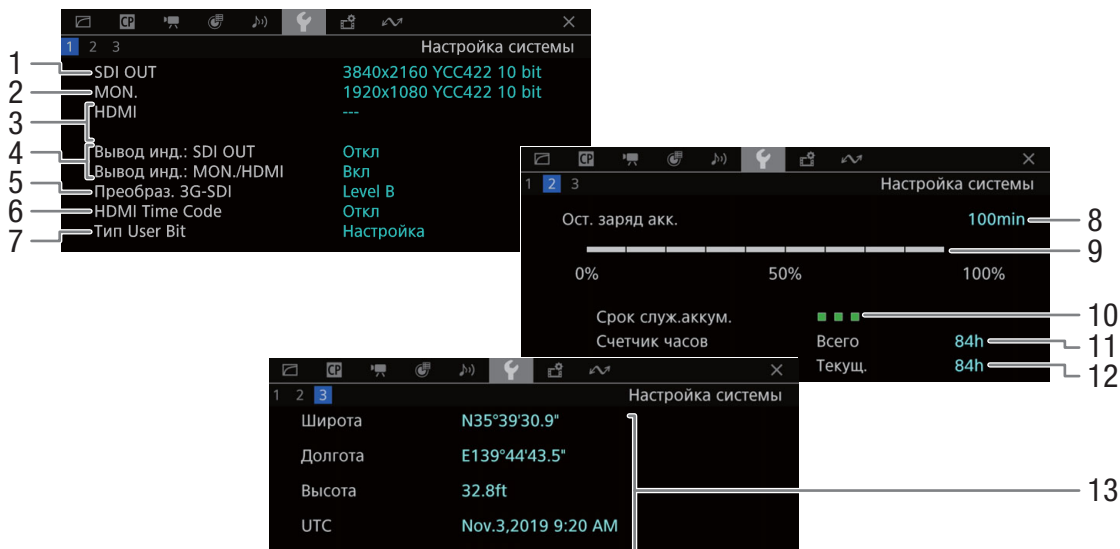 CP
1 2 3
Настройка системы
1 SDI OUT 3840x2160 YCC422 10 bit
2 MON. 1920x1080 YCC422 10 bit
3 HDMI ---
4 Вывод инд.: SDI OUT Откл
Вывод инд.: MON./HDMI Вкл
5 Преобраз. 3G-SDI Level B
6 HDMI Time Code Откл
7 Тип User Bit Настройка
CP
1 2 3
Настройка системы
Ост. заряд акк. 100min 8
9
0% 50% 100%
Срок служ.аккум. 10
Счетчик часов Всего 84h 11
Текущ. 84h 12
CP
1 2 3
Настройка системы
Широта N35°39'30.9"
Долгота E139°44'43.5"
Высота 32.8ft 13
UTC Nov.3,2019 9:20 AM